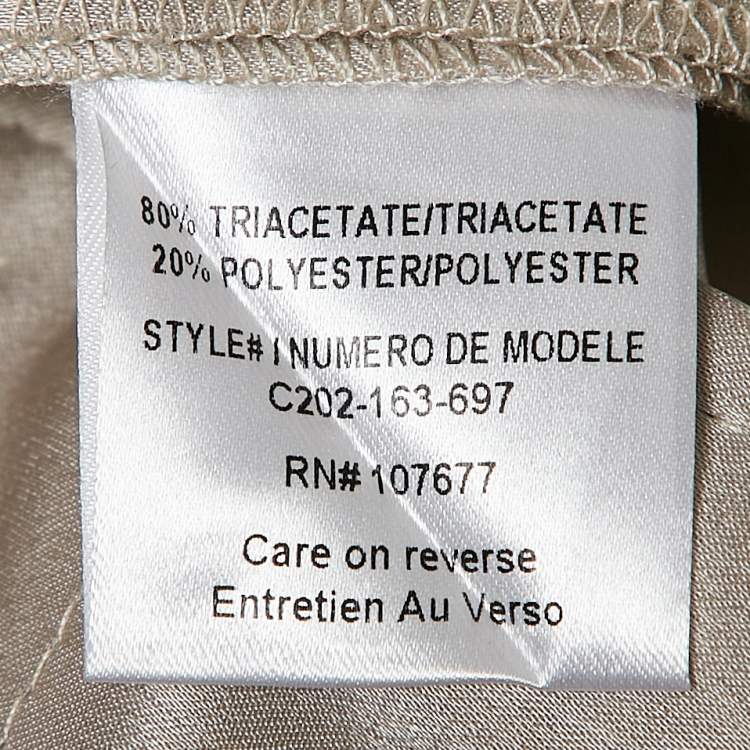 80% TRIACETATE/TRIACETATE
20% POLYESTER/POLYESTER
STYLE# / NUMERO DE MODELE
C202-163-697
RN# 107677
Care on reverse
Entretien Au Verso